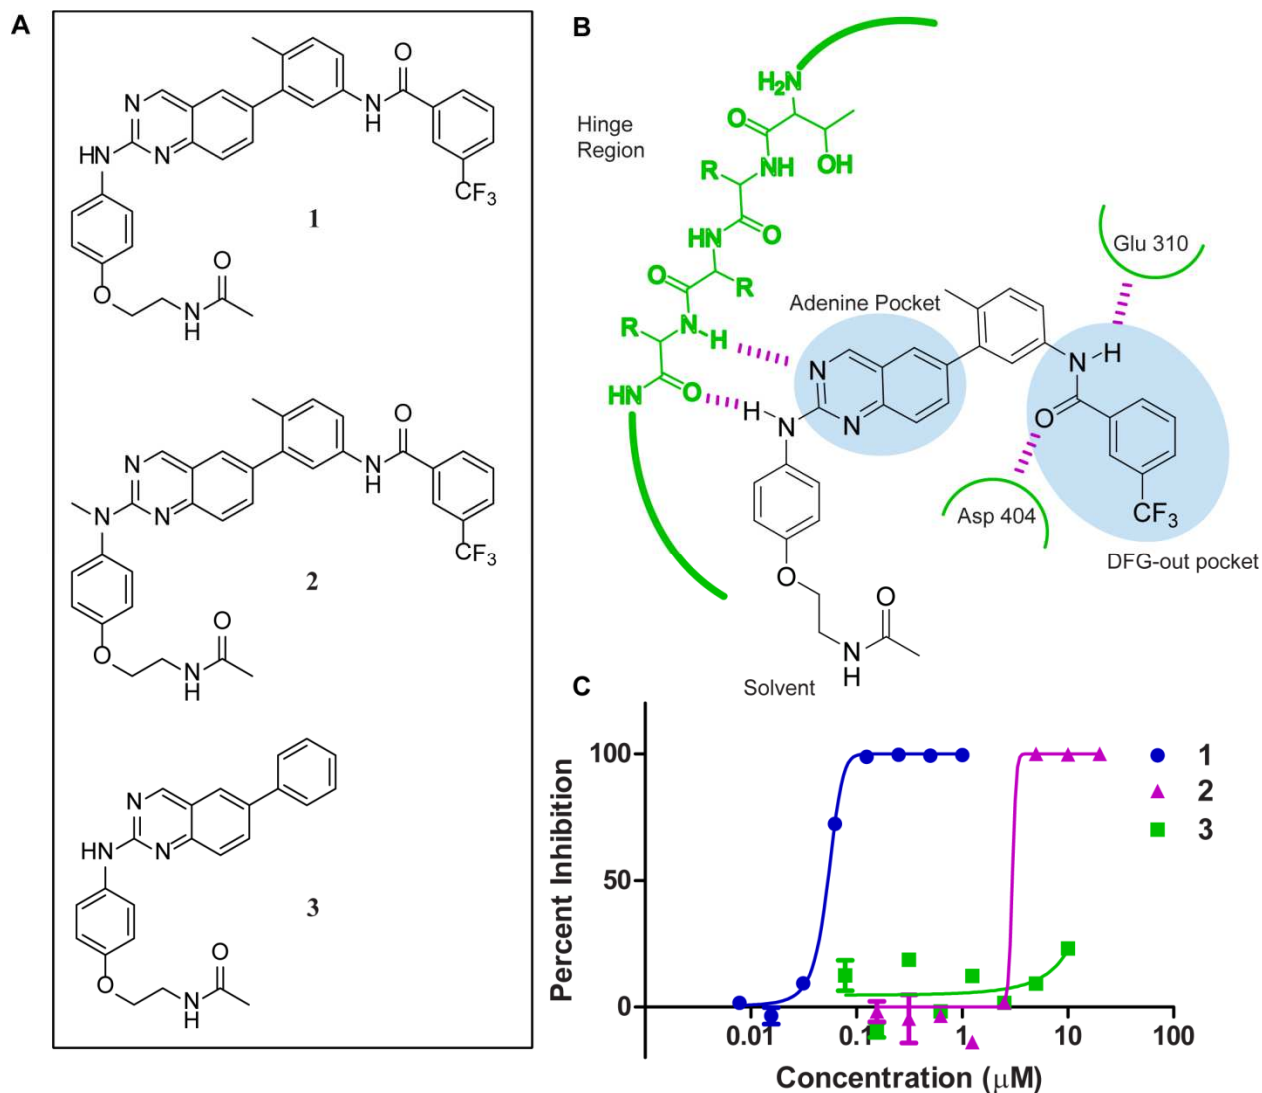 A
N
N
HN
N
H
O
CF3
O
N
H
O
1
N
N
N
N
H
O
CF3
O
N
H
O
2
N
N
HN
O
N
H
O
3
B
Hinge
Region
H2N
O
OH
NH
R
O
HN
O
R
N
H
R
O
HN
Adenine Pocket
Glu 310
N
N
H
N
N
H
O
CF3
Asp 404
DFG-out pocket
O
O
N
H
Solvent
C
Percent Inhibition
100
50
0
0.01
0.1
1
10
100
Concentration (μM)
1
2
3